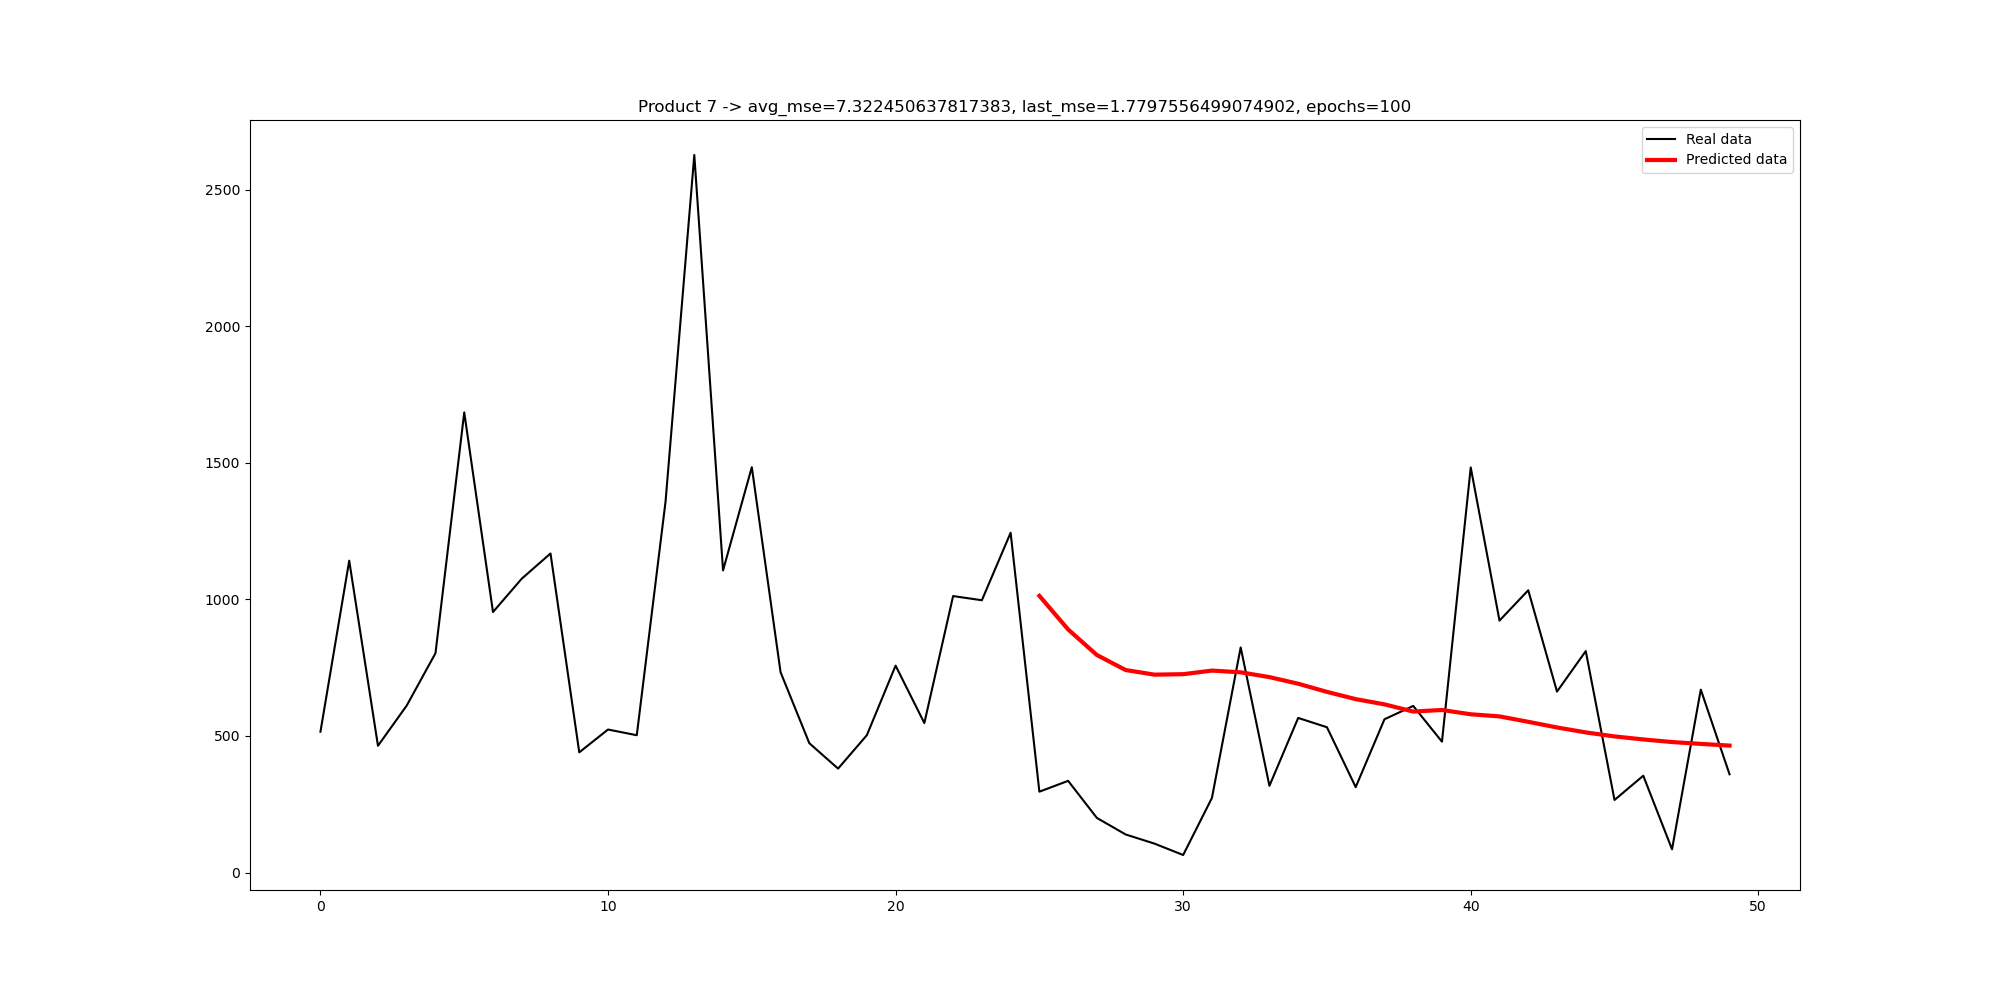 Product 7 -> avg_mse=7.322450637817383, last_mse=1.7797556499074902, epochs=100
Real data
Predicted data
2500
2000
1500
1000
500
0
0 10 20 30 40 50